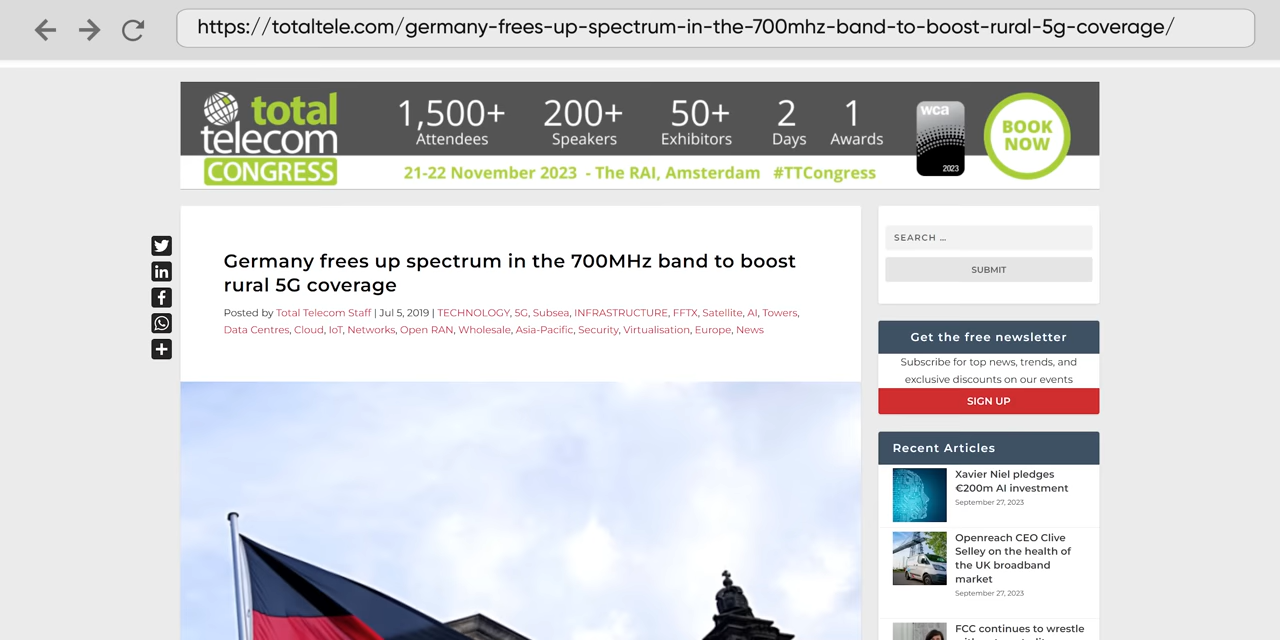 https://totaltele.com/germany-frees-up-spectrum-in-the-700mhz-band-to-boost-rural-5g-coverage/
total
telecom
CONGRESS
1,500+ 200+ 50+ 2 1
Attendees Speakers Exhibitors Days Awards
wca
2023
BOOK
NOW
21-22 November 2023 - The RAI, Amsterdam #TTCongress
Germany frees up spectrum in the 700MHz band to boost
rural 5G coverage
Posted by Total Telecom Staff | Jul 5, 2019 | TECHNOLOGY, 5G, Subsea, INFRASTRUCTURE, FFTX, Satellite, AI, Towers,
Data Centres, Cloud, IoT, Networks, Open RAN, Wholesale, Asia-Pacific, Security, Virtualisation, Europe, News
SEARCH …
SUBMIT
Get the free newsletter
Subscribe for top news, trends, and
exclusive discounts on our events
SIGN UP
Recent Articles
Xavier Niel pledges
€200m AI investment
September 27, 2023
Openreach CEO Clive
Selley on the health of
the UK broadband
market
September 27, 2023
FCC continues to wrestle